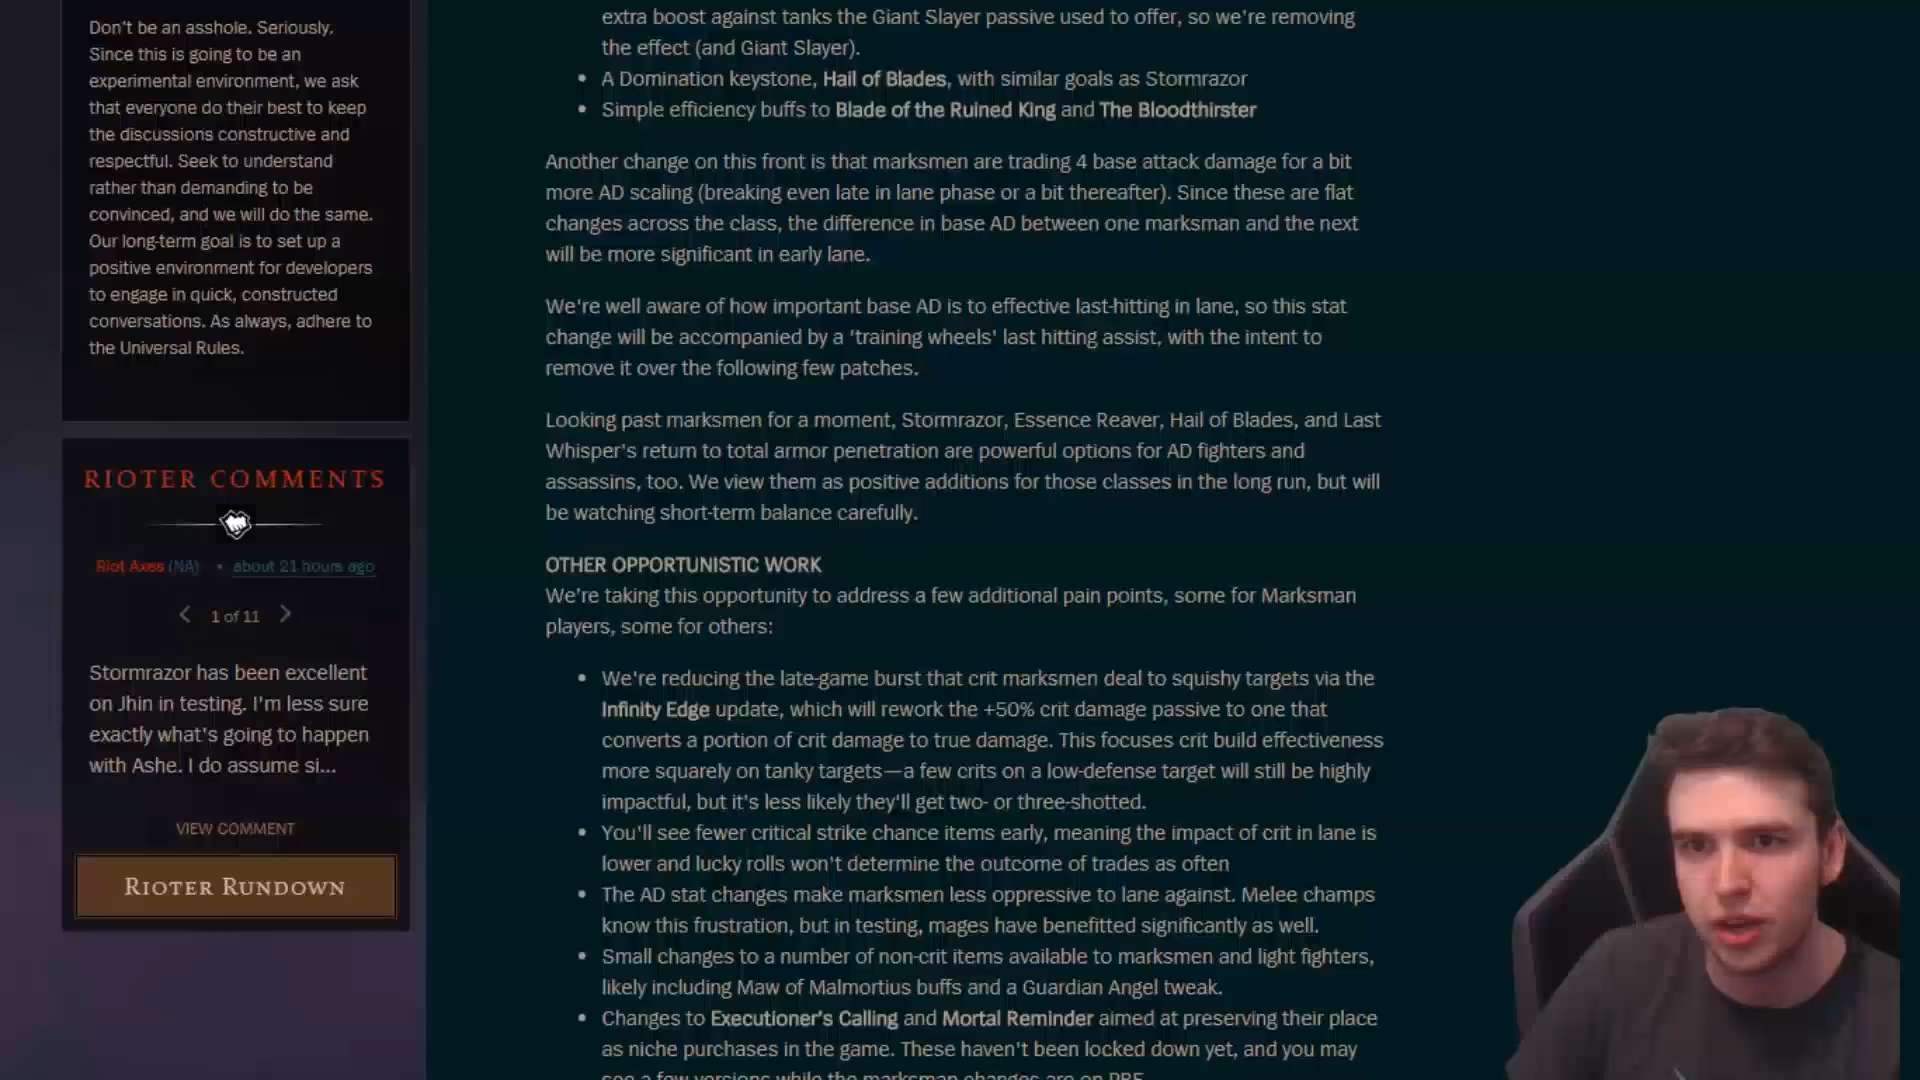 Don't be an asshole. Seriously.
Since this is going to be an
experimental environment, we ask
that everyone do their best to keep
the discussions constructive and
respectful. Seek to understand
rather than demanding to be
convinced, and we will do the same.
Our long-term goal is to set up a
positive environment for developers
to engage in quick, constructed
conversations. As always, adhere to
the Universal Rules.
RIOTER COMMENTS
Riot Axes (NA) • about 21 hours ago
1 of 11
Stormrazor has been excellent
on Jhin in testing. I'm less sure
exactly what's going to happen
with Ashe. I do assume si...
VIEW COMMENT
RIOTER RUNDOWN
extra boost against tanks the Giant Slayer passive used to offer, so we're removing
the effect (and Giant Slayer).
• A Domination keystone, Hail of Blades, with similar goals as Stormrazor
• Simple efficiency buffs to Blade of the Ruined King and The Bloodthirster
Another change on this front is that marksmen are trading 4 base attack damage for a bit
more AD scaling (breaking even late in lane phase or a bit thereafter). Since these are flat
changes across the class, the difference in base AD between one marksman and the next
will be more significant in early lane.
We're well aware of how important base AD is to effective last-hitting in lane, so this stat
change will be accompanied by a 'training wheels' last hitting assist, with the intent to
remove it over the following few patches.
Looking past marksmen for a moment, Stormrazor, Essence Reaver, Hail of Blades, and Last
Whisper's return to total armor penetration are powerful options for AD fighters and
assassins, too. We view them as positive additions for those classes in the long run, but will
be watching short-term balance carefully.
OTHER OPPORTUNISTIC WORK
We're taking this opportunity to address a few additional pain points, some for Marksman
players, some for others:
• We're reducing the late-game burst that crit marksmen deal to squishy targets via the
Infinity Edge update, which will rework the +50% crit damage passive to one that
converts a portion of crit damage to true damage. This focuses crit build effectiveness
more squarely on tanky targets—a few crits on a low-defense target will still be highly
impactful, but it's less likely they'll get two- or three-shotted.
• You'll see fewer critical strike chance items early, meaning the impact of crit in lane is
lower and lucky rolls won't determine the outcome of trades as often
• The AD stat changes make marksmen less oppressive to lane against. Melee champs
know this frustration, but in testing, mages have benefitted significantly as well.
• Small changes to a number of non-crit items available to marksmen and light fighters,
likely including Maw of Malmortius buffs and a Guardian Angel tweak.
• Changes to Executioner's Calling and Mortal Reminder aimed at preserving their place
as niche purchases in the game. These haven't been locked down yet, and you may
see a few versions while the marksman changes are on PBE.